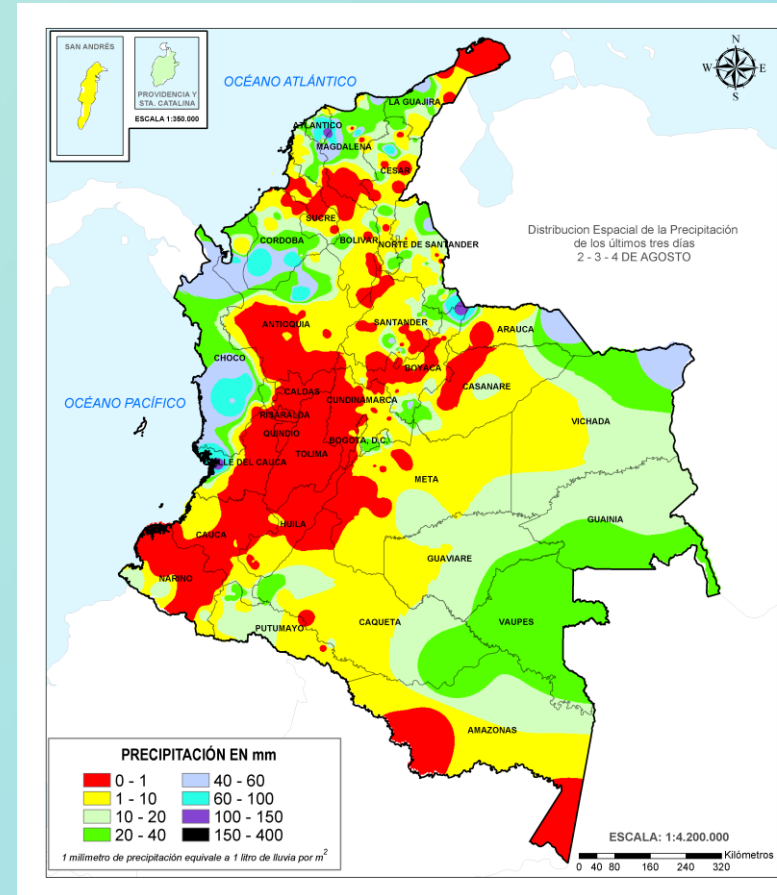 SAN ANDRÉS
PROVIDENCIA Y
STA. CATALINA
ESCALA 1:350.000
OCÉANO ATLÁNTICO
N
W E
S
LA GUAJIRA
ATLANTICO
MAGDALENA
CESAR
SUCRE
CORDOBA
BOLIVAR
NORTE DE SANTANDER
Distribucion Espacial de la Precipitación
de los últimos tres días
2 - 3 - 4 DE AGOSTO
ANTIOQUIA
SANTANDER
ARAUCA
CHOCO
BOYACA
CASANARE
OCÉANO PACÍFICO
CALDAS
CUNDINAMARCA
RISARALDA
VICHADA
QUINDIO
BOGOTA, D.C.
VALLE DEL CAUCA
TOLIMA
META
GUAINIA
CAUCA
HUILA
GUAVIARE
NARIÑO
PUTUMAYO
CAQUETA
VAUPES
AMAZONAS
PRECIPITACIÓN EN mm
0 - 1
1 - 10
10 - 20
20 - 40
40 - 60
60 - 100
100 - 150
150 - 400
1 milimetro de precipitación equivale a 1 litro de lluvia por m²
ESCALA: 1:4.200.000
0 40 80 160 240 320 Kilómetros